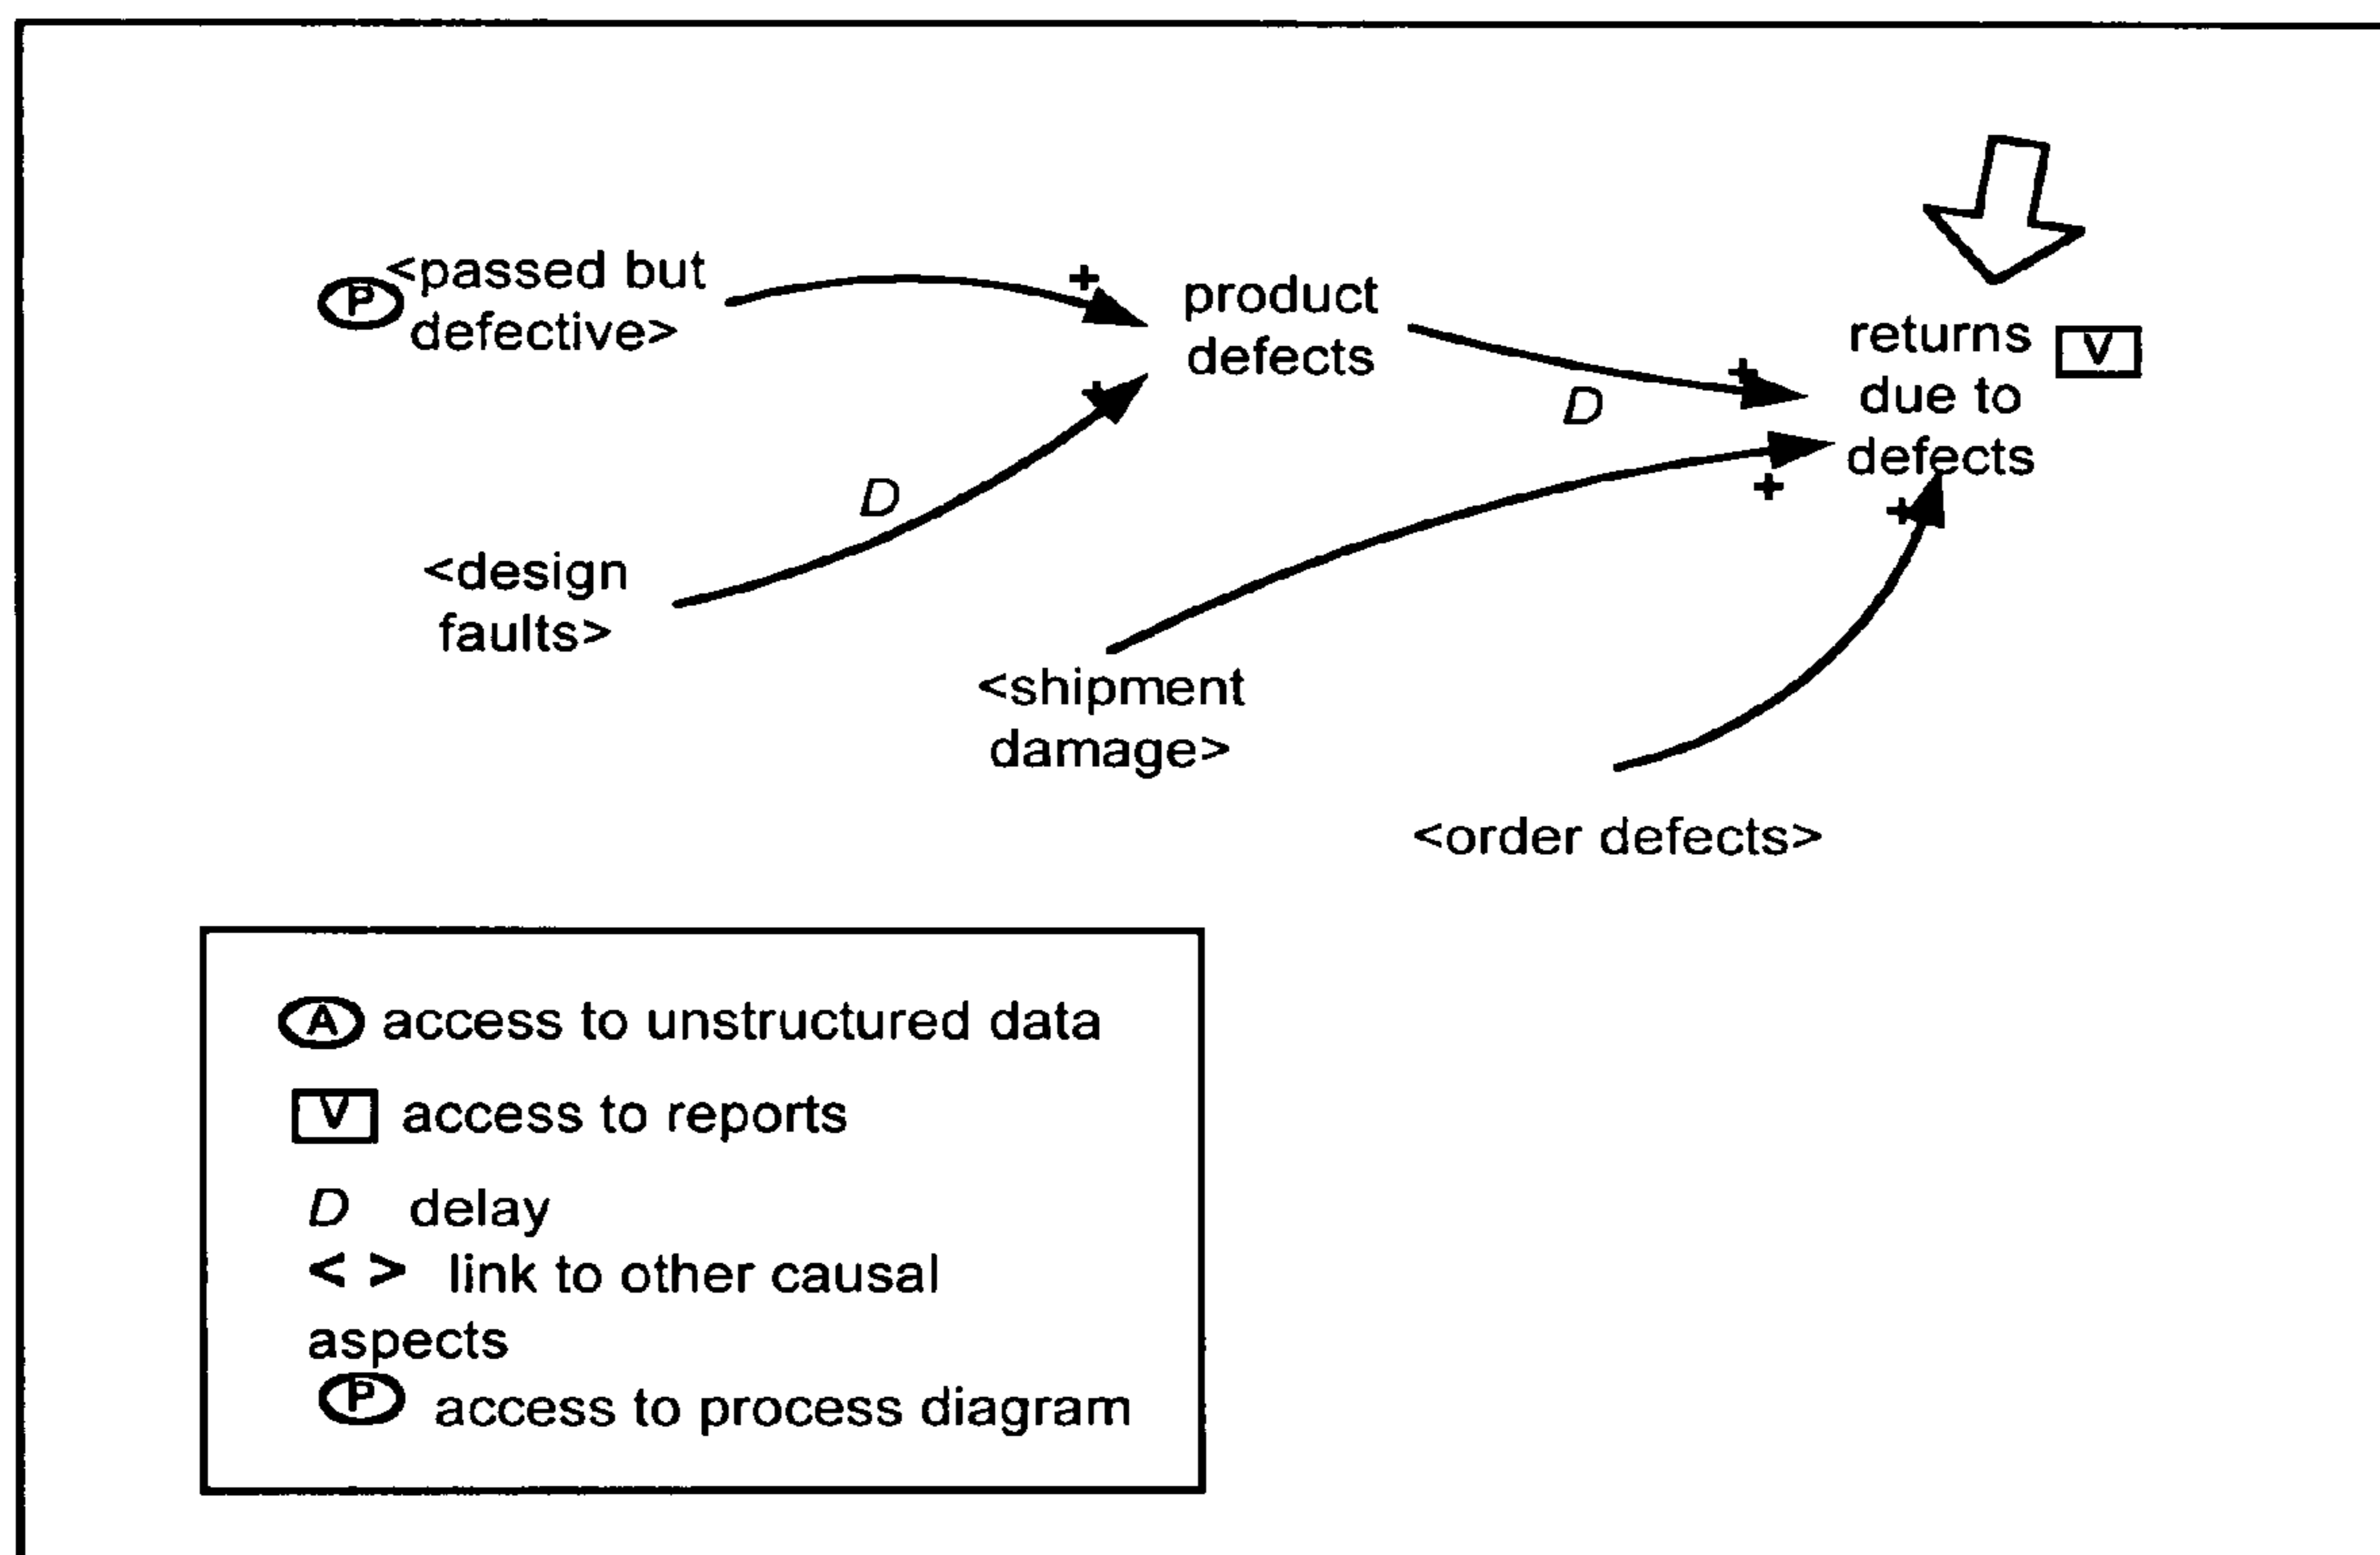 P <passed but
defective>
+
product
defects
D
+
returns
due to
defects
V
+
D
<design
faults>
+
<shipment
damage>
+
<order defects>
A access to unstructured data
V access to reports
D delay
< > link to other causal
aspects
P access to process diagram